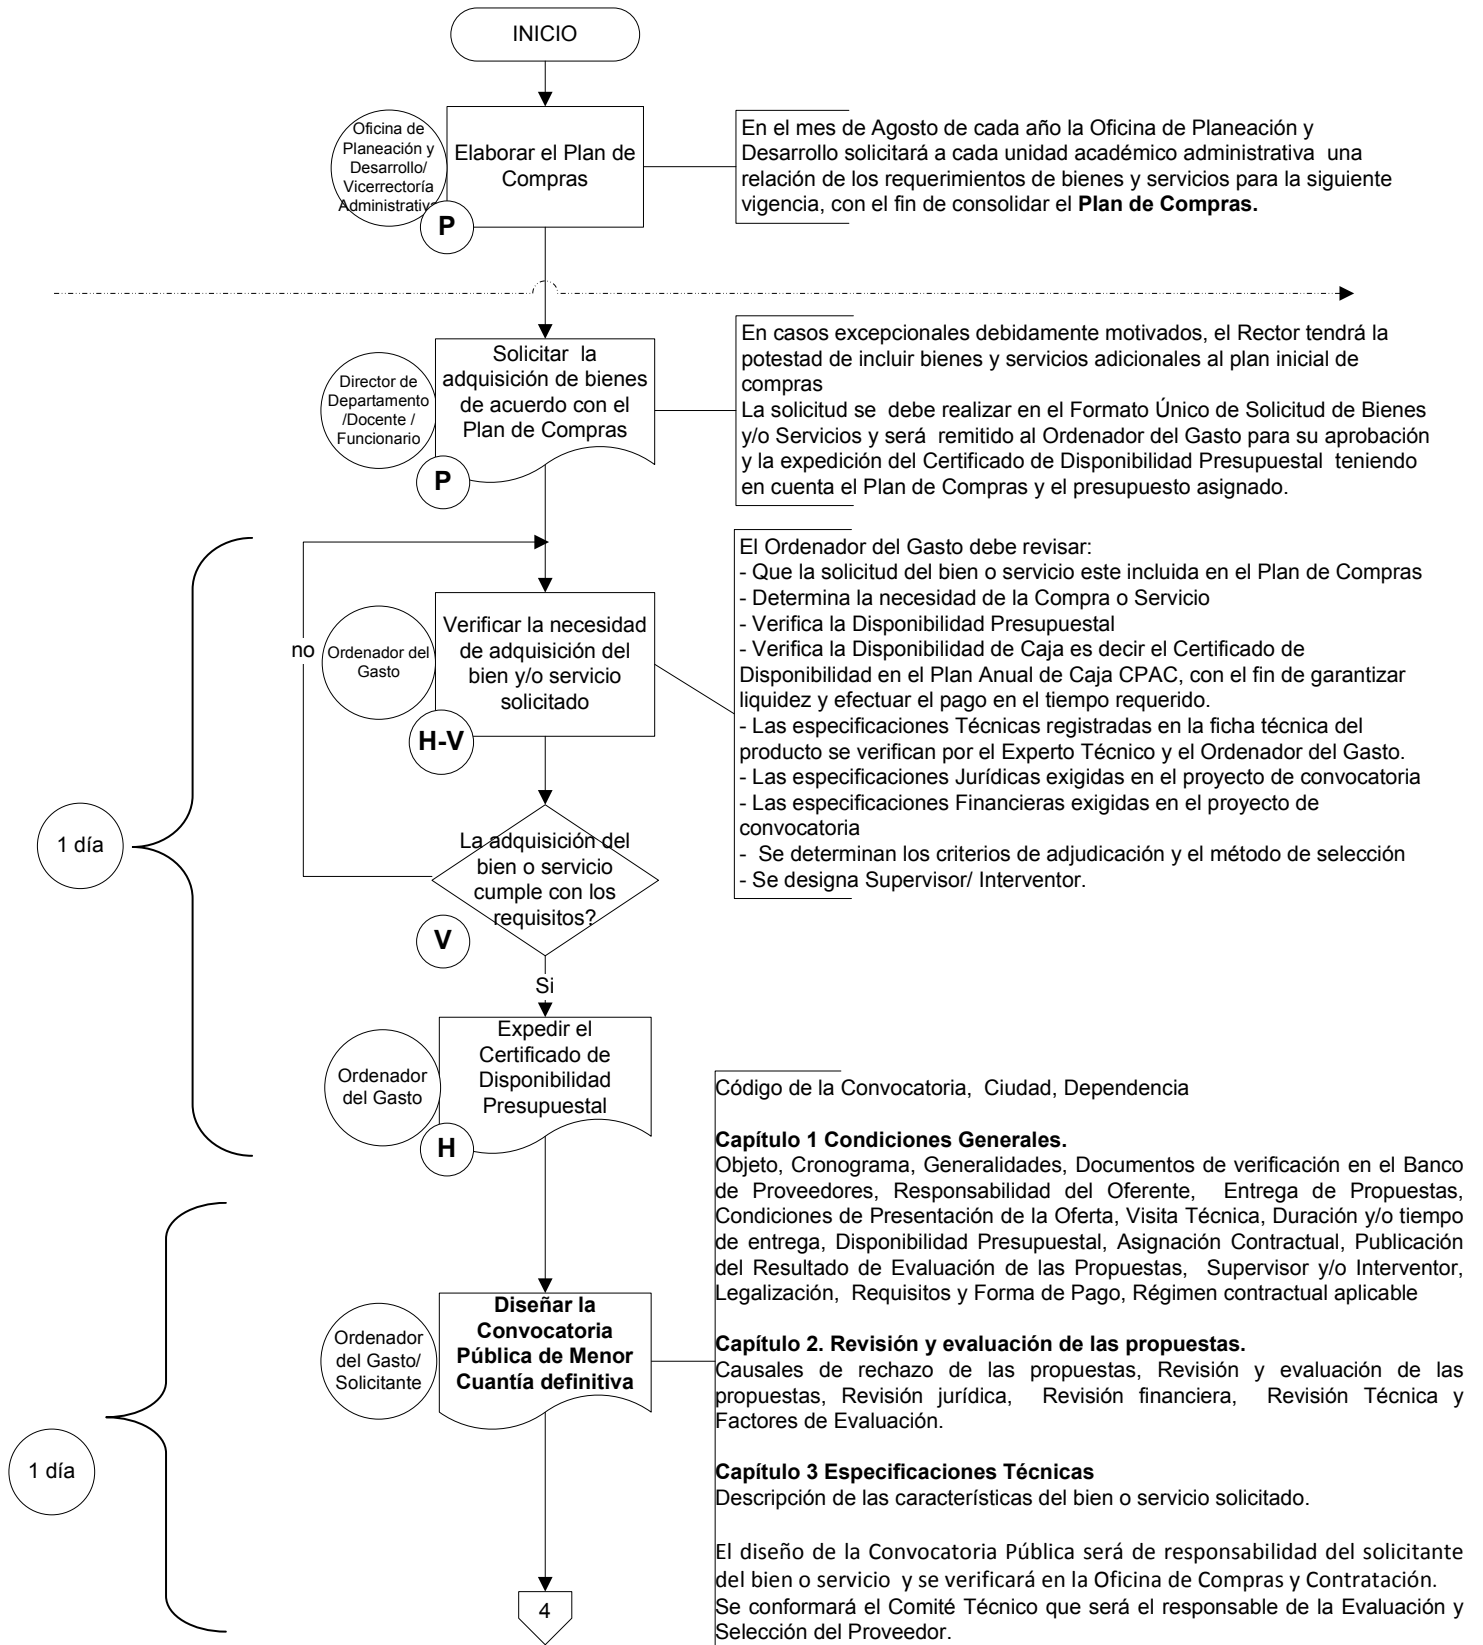 INICIO
Oficina de
Planeación y
Desarrollo/
Vicerrectoría
Administrativa
Elaborar el Plan de
Compras
P
En el mes de Agosto de cada año la Oficina de Planeación y
Desarrollo solicitará a cada unidad académico administrativa una
relación de los requerimientos de bienes y servicios para la siguiente
vigencia, con el fin de consolidar el Plan de Compras.
Director de
Departamento
/Docente /
Funcionario
Solicitar la
adquisición de bienes
de acuerdo con el
Plan de Compras
P
En casos excepcionales debidamente motivados, el Rector tendrá la
potestad de incluir bienes y servicios adicionales al plan inicial de
compras
La solicitud se debe realizar en el Formato Único de Solicitud de Bienes
y/o Servicios y será remitido al Ordenador del Gasto para su aprobación
y la expedición del Certificado de Disponibilidad Presupuestal teniendo
en cuenta el Plan de Compras y el presupuesto asignado.
no
Ordenador del
Gasto
Verificar la necesidad
de adquisición del
bien y/o servicio
solicitado
H-V
El Ordenador del Gasto debe revisar:
- Que la solicitud del bien o servicio este incluida en el Plan de Compras
- Determina la necesidad de la Compra o Servicio
- Verifica la Disponibilidad Presupuestal
- Verifica la Disponibilidad de Caja es decir el Certificado de
Disponibilidad en el Plan Anual de Caja CPAC, con el fin de garantizar
liquidez y efectuar el pago en el tiempo requerido.
- Las especificaciones Técnicas registradas en la ficha técnica del
producto se verifican por el Experto Técnico y el Ordenador del Gasto.
- Las especificaciones Jurídicas exigidas en el proyecto de convocatoria
- Las especificaciones Financieras exigidas en el proyecto de
convocatoria
- Se determinan los criterios de adjudicación y el método de selección
- Se designa Supervisor/ Interventor.
1 día
La adquisición del
bien o servicio
cumple con los
requisitos?
V
Si
Ordenador
del Gasto
Expedir el
Certificado de
Disponibilidad
Presupuestal
H
Código de la Convocatoria, Ciudad, Dependencia
Capítulo 1 Condiciones Generales.
Objeto, Cronograma, Generalidades, Documentos de verificación en el Banco
de Proveedores, Responsabilidad del Oferente, Entrega de Propuestas,
Condiciones de Presentación de la Oferta, Visita Técnica, Duración y/o tiempo
de entrega, Disponibilidad Presupuestal, Asignación Contractual, Publicación
del Resultado de Evaluación de las Propuestas, Supervisor y/o Interventor,
Legalización, Requisitos y Forma de Pago, Régimen contractual aplicable
Ordenador
del Gasto/
Solicitante
Diseñar la
Convocatoria
Pública de Menor
Cuantía definitiva
Capítulo 2. Revisión y evaluación de las propuestas.
Causales de rechazo de las propuestas, Revisión y evaluación de las
propuestas, Revisión jurídica, Revisión financiera, Revisión Técnica y
Factores de Evaluación.
1 día
Capítulo 3 Especificaciones Técnicas
Descripción de las características del bien o servicio solicitado.
El diseño de la Convocatoria Pública será de responsabilidad del solicitante
del bien o servicio y se verificará en la Oficina de Compras y Contratación.
Se conformará el Comité Técnico que será el responsable de la Evaluación y
Selección del Proveedor.
4